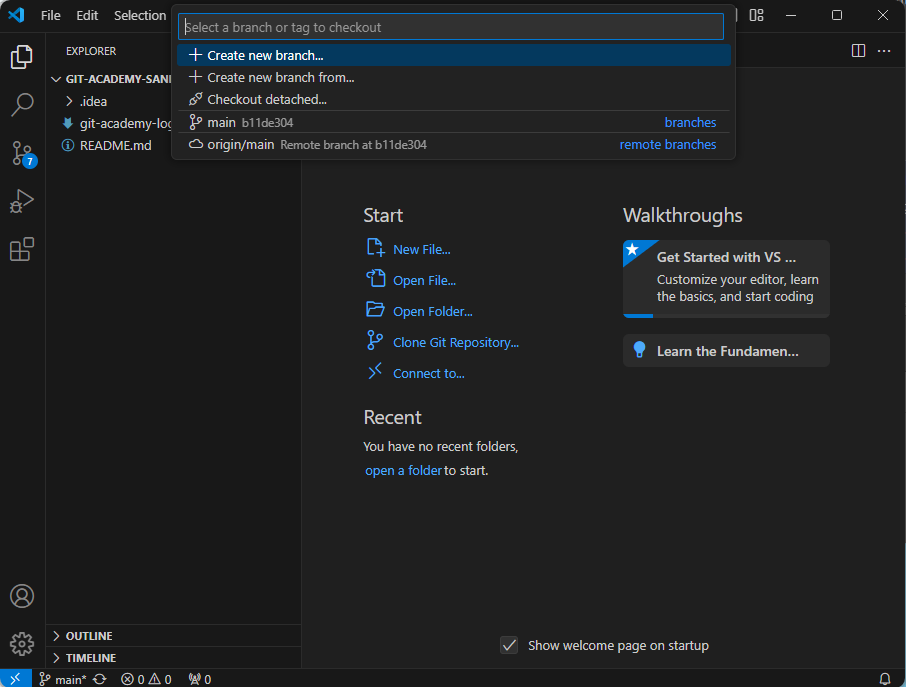 File Edit Selection
Select a branch or tag to checkout
Create new branch...
Create new branch from...
Checkout detached...
main b11de304 branches
origin/main Remote branch at b11de304 remote branches
EXPLORER
GIT-ACADEMY-SAN
.idea
git-academy-log
README.md
7
Start
New File...
Open File...
Open Folder...
Clone Git Repository...
Connect to...
Recent
You have no recent folders,
open a folder to start.
Walkthroughs
Get Started with VS ...
Customize your editor, learn
the basics, and start coding
Learn the Fundamen...
Show welcome page on startup
OUTLINE
TIMELINE
main* 0 0 0